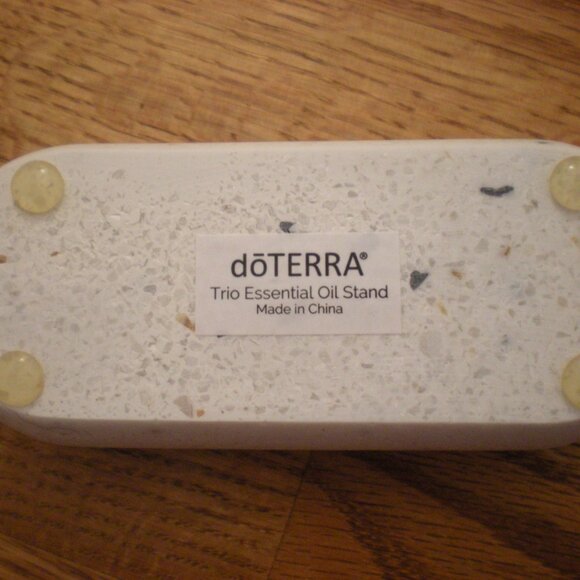 dōTERRA®
Trio Essential Oil Stand
Made in China